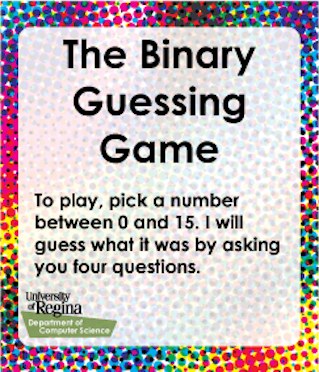 The Binary
Guessing
Game
To play, pick a number
between 0 and 15. I will
guess what it was by asking
you four questions.
University
of Regina
Department of
Computer Science